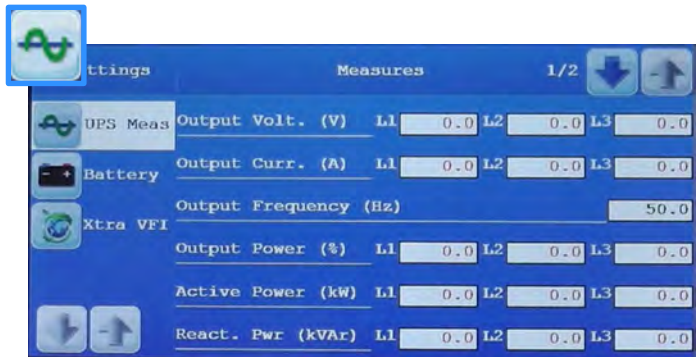 ttings Measures 1/2
UPS Meas Output Volt. (V) L1 0.0 L2 0.0 L3 0.0
Battery Output Curr. (A) L1 0.0 L2 0.0 L3 0.0
Output Frequency (Hz) 50.0
Xtra VFI
Output Power (%) L1 0.0 L2 0.0 L3 0.0
Active Power (kW) L1 0.0 L2 0.0 L3 0.0
React. Pwr (kVAr) L1 0.0 L2 0.0 L3 0.0